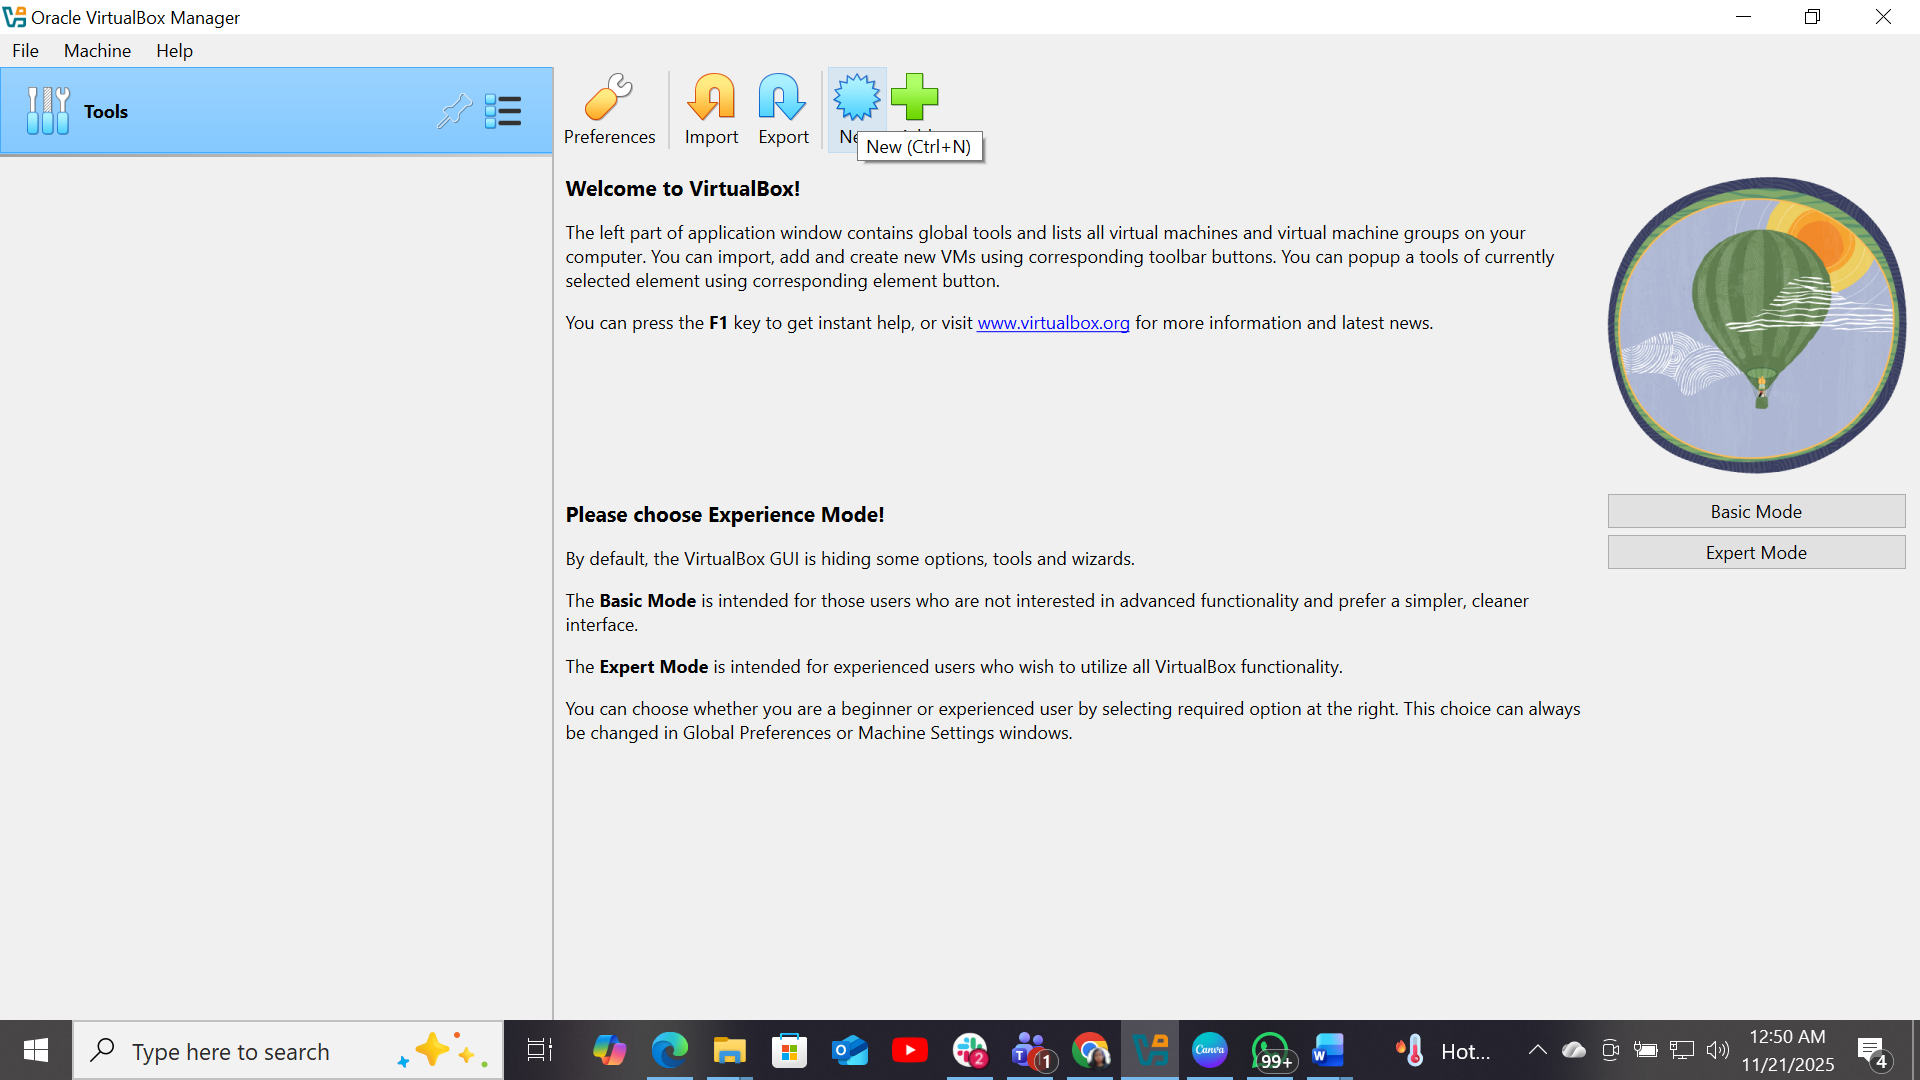 Oracle VirtualBox Manager
File Machine Help
Tools
Preferences Import Export
New (Ctrl+N)
Welcome to VirtualBox!
The left part of application window contains global tools and lists all virtual machines and virtual machine groups on your
computer. You can import, add and create new VMs using corresponding toolbar buttons. You can popup a tools of currently
selected element using corresponding element button.
You can press the F1 key to get instant help, or visit www.virtualbox.org for more information and latest news.
Please choose Experience Mode!
By default, the VirtualBox GUI is hiding some options, tools and wizards.
The Basic Mode is intended for those users who are not interested in advanced functionality and prefer a simpler, cleaner
interface.
The Expert Mode is intended for experienced users who wish to utilize all VirtualBox functionality.
You can choose whether you are a beginner or experienced user by selecting required option at the right. This choice can always
be changed in Global Preferences or Machine Settings windows.
Basic Mode
Expert Mode
Type here to search
2
1
Canva
99+
Hot...
12:50 AM
11/21/2025
4